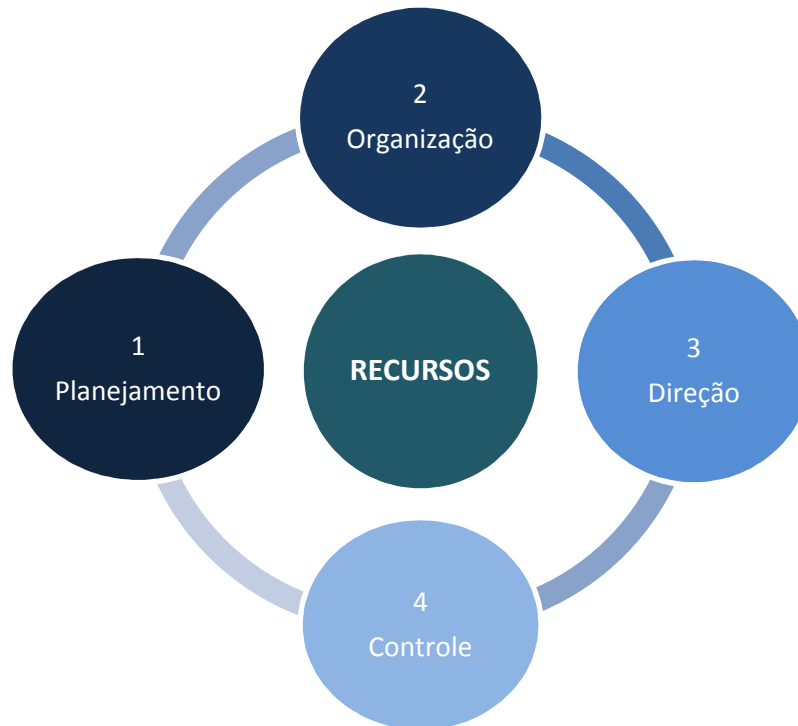 2
Organização
1
Planejamento
RECURSOS
3
Direção
4
Controle